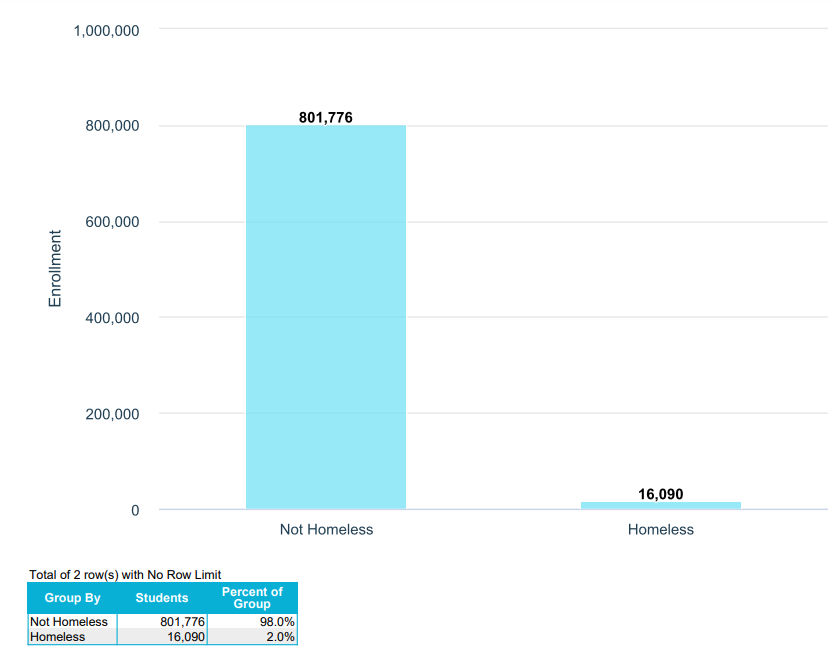 1,000,000
800,000
600,000
400,000
200,000
0
Enrollment
801,776
16,090
Not Homeless
Homeless
Total of 2 row(s) with No Row Limit
Group By Students Percent of Group
Not Homeless 801,776 98.0%
Homeless 16,090 2.0%